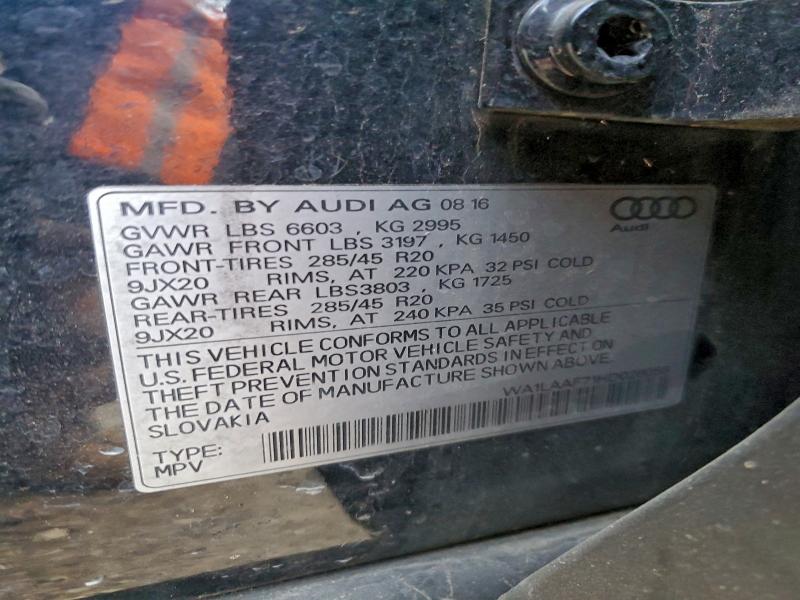 MFD. BY AUDI AG 08 16
Audi
GVWR LBS 6603 , KG 2995
GAWR FRONT LBS 3197 , KG 1450
FRONT-TIRES 285/45 R20
9JX20 RIMS, AT 220 KPA 32 PSI COLD
GAWR REAR LBS3803 , KG 1725
REAR-TIRES 285/45 R20
9JX20 RIMS, AT 240 KPA 35 PSI COLD
THIS VEHICLE CONFORMS TO ALL APPLICABLE
U.S. FEDERAL MOTOR VEHICLE SAFETY AND
THEFT PREVENTION STANDARDS IN EFFECT ON
THE DATE OF MANUFACTURE SHOWN ABOVE.
SLOVAKIA
TYPE:
MPV